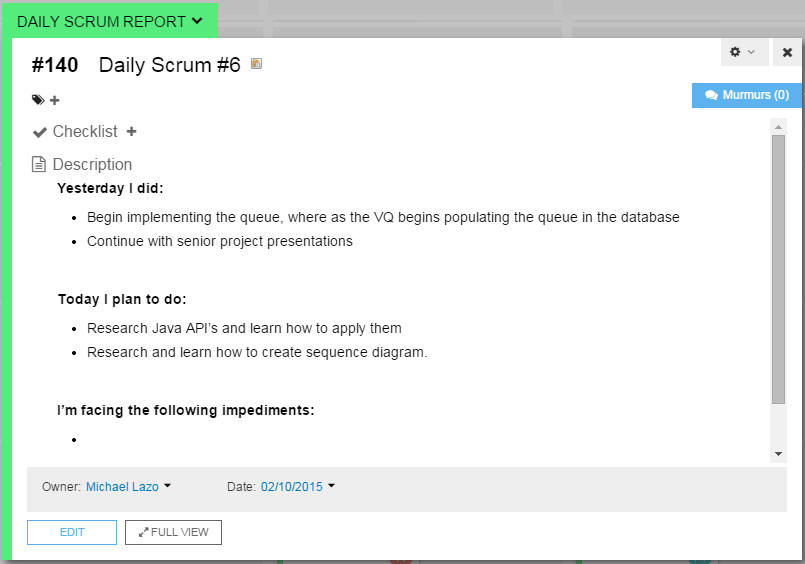 DAILY SCRUM REPORT
#140 Daily Scrum #6
Murmurs (0)
Checklist
Description
Yesterday I did:
Begin implementing the queue, where as the VQ begins populating the queue in the database
Continue with senior project presentations
Today I plan to do:
Research Java API's and learn how to apply them
Research and learn how to create sequence diagram.
I'm facing the following impediments:
Owner: Michael Lazo Date: 02/10/2015
EDIT FULL VIEW